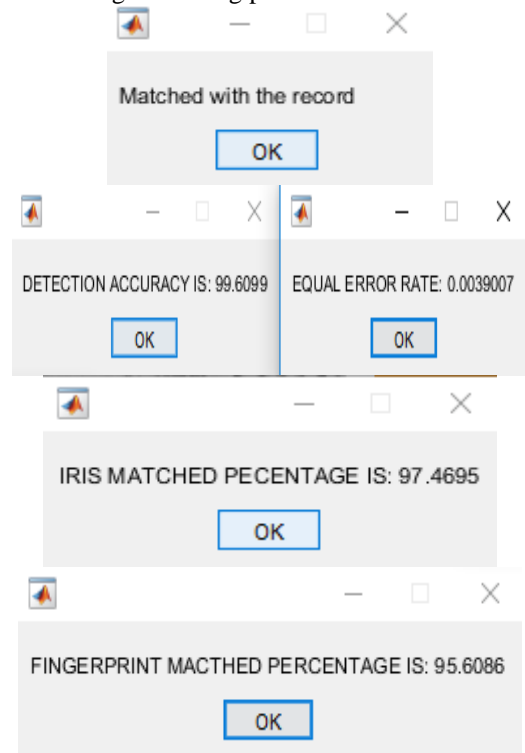 Matched with the record
OK
DETECTION ACCURACY IS: 99.6099
OK
EQUAL ERROR RATE: 0.0039007
OK
IRIS MATCHED PECENTAGE IS: 97.4695
OK
FINGERPRINT MACTHED PERCENTAGE IS: 95.6086
OK